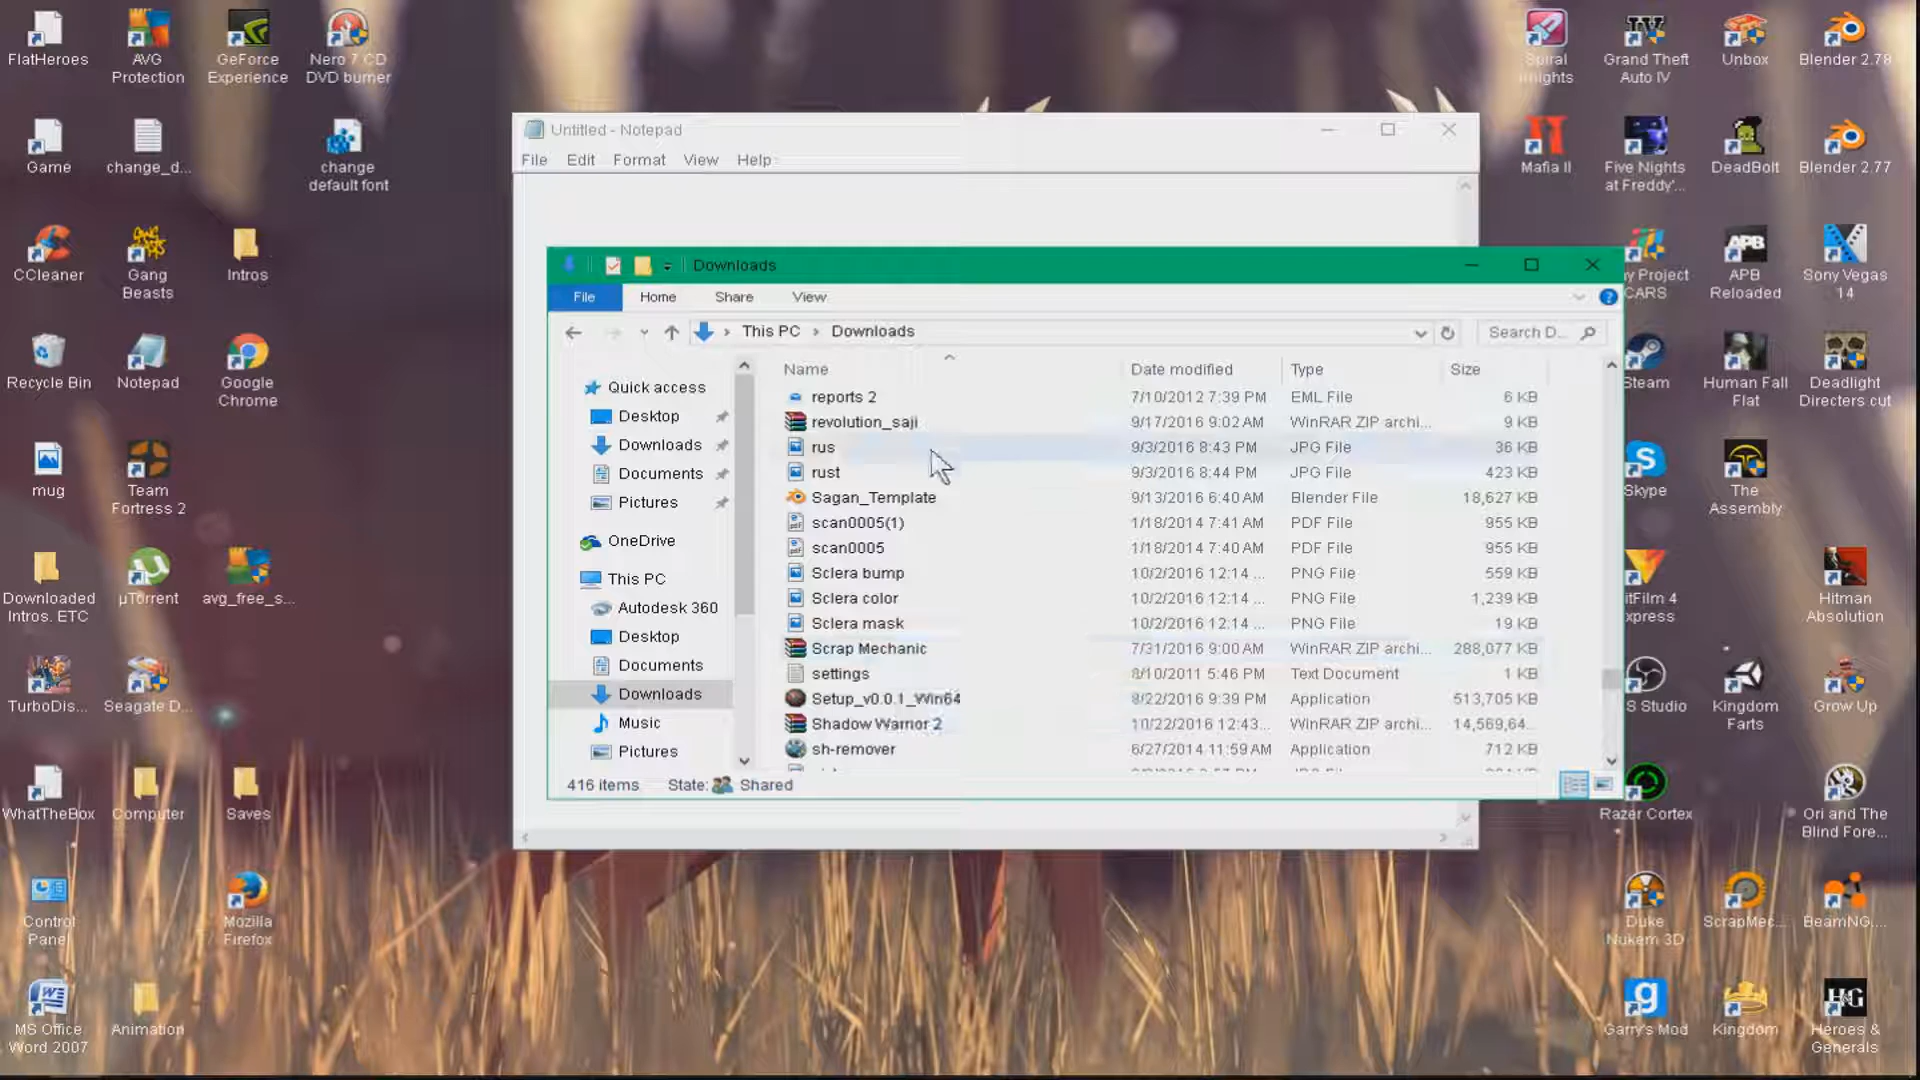 FlatHeroes
AVG
Protection
GeForce
Experience
Nero 7 CD
DVD burner
Game
change_d...
change
default font
CCleaner
Gang
Beasts
Intros
Recycle Bin
Notepad
Google
Chrome
mug
Team
Fortress 2
Downloaded
Intros. ETC
µTorrent
avg_free_s...
TurboDis...
Seagate D...
WhatTheBox
Computer
Saves
Control
Panel
Mozilla
Firefox
MS Office
Word 2007
Animation
Untitled - Notepad
File Edit Format View Help
Downloads
File Home Share View
This PC > Downloads
Search D...
Quick access
Desktop
Downloads
Documents
Pictures
OneDrive
This PC
Autodesk 360
Desktop
Documents
Downloads
Music
Pictures
Name Date modified Type Size
reports 2 7/10/2012 7:39 PM EML File 6 KB
revolution_saji 9/17/2016 9:02 AM WinRAR ZIP archi... 9 KB
rus 9/3/2016 8:43 PM JPG File 36 KB
rust 9/3/2016 8:44 PM JPG File 423 KB
Sagan_Template 9/13/2016 6:40 AM Blender File 18,627 KB
scan0005(1) 1/18/2014 7:41 AM PDF File 955 KB
scan0005 1/18/2014 7:40 AM PDF File 955 KB
Sclera bump 10/2/2016 12:14 ... PNG File 559 KB
Sclera color 10/2/2016 12:14 ... PNG File 1,239 KB
Sclera mask 10/2/2016 12:14 ... PNG File 19 KB
Scrap Mechanic 7/31/2016 9:00 AM WinRAR ZIP archi... 288,077 KB
settings 8/10/2011 5:46 PM Text Document 1 KB
Setup_v0.0.1_Win64 8/22/2016 9:39 PM Application 513,705 KB
Shadow Warrior 2 10/22/2016 12:43... WinRAR ZIP archi... 14,569,64...
sh-remover 6/27/2014 11:59 AM Application 712 KB
416 items State: Shared
Spiral
Knights
Grand Theft
Auto IV
Unbox
Blender 2.78
Mafia II
Five Nights
at Freddy'...
DeadBolt
Blender 2.77
Project
CARS
APB
APB
Reloaded
Sony Vegas
14
Steam
Human Fall
Flat
Deadlight
Directers cut
Skype
The
Assembly
itFilm 4
xpress
Hitman
Absolution
S Studio
Kingdom
Farts
Grow Up
Razer Cortex
Ori and The
Blind Fore...
Duke
Nukem 3D
ScrapMec...
BeamNG....
Garry's Mod
Kingdom
H&G
Heroes &
Generals